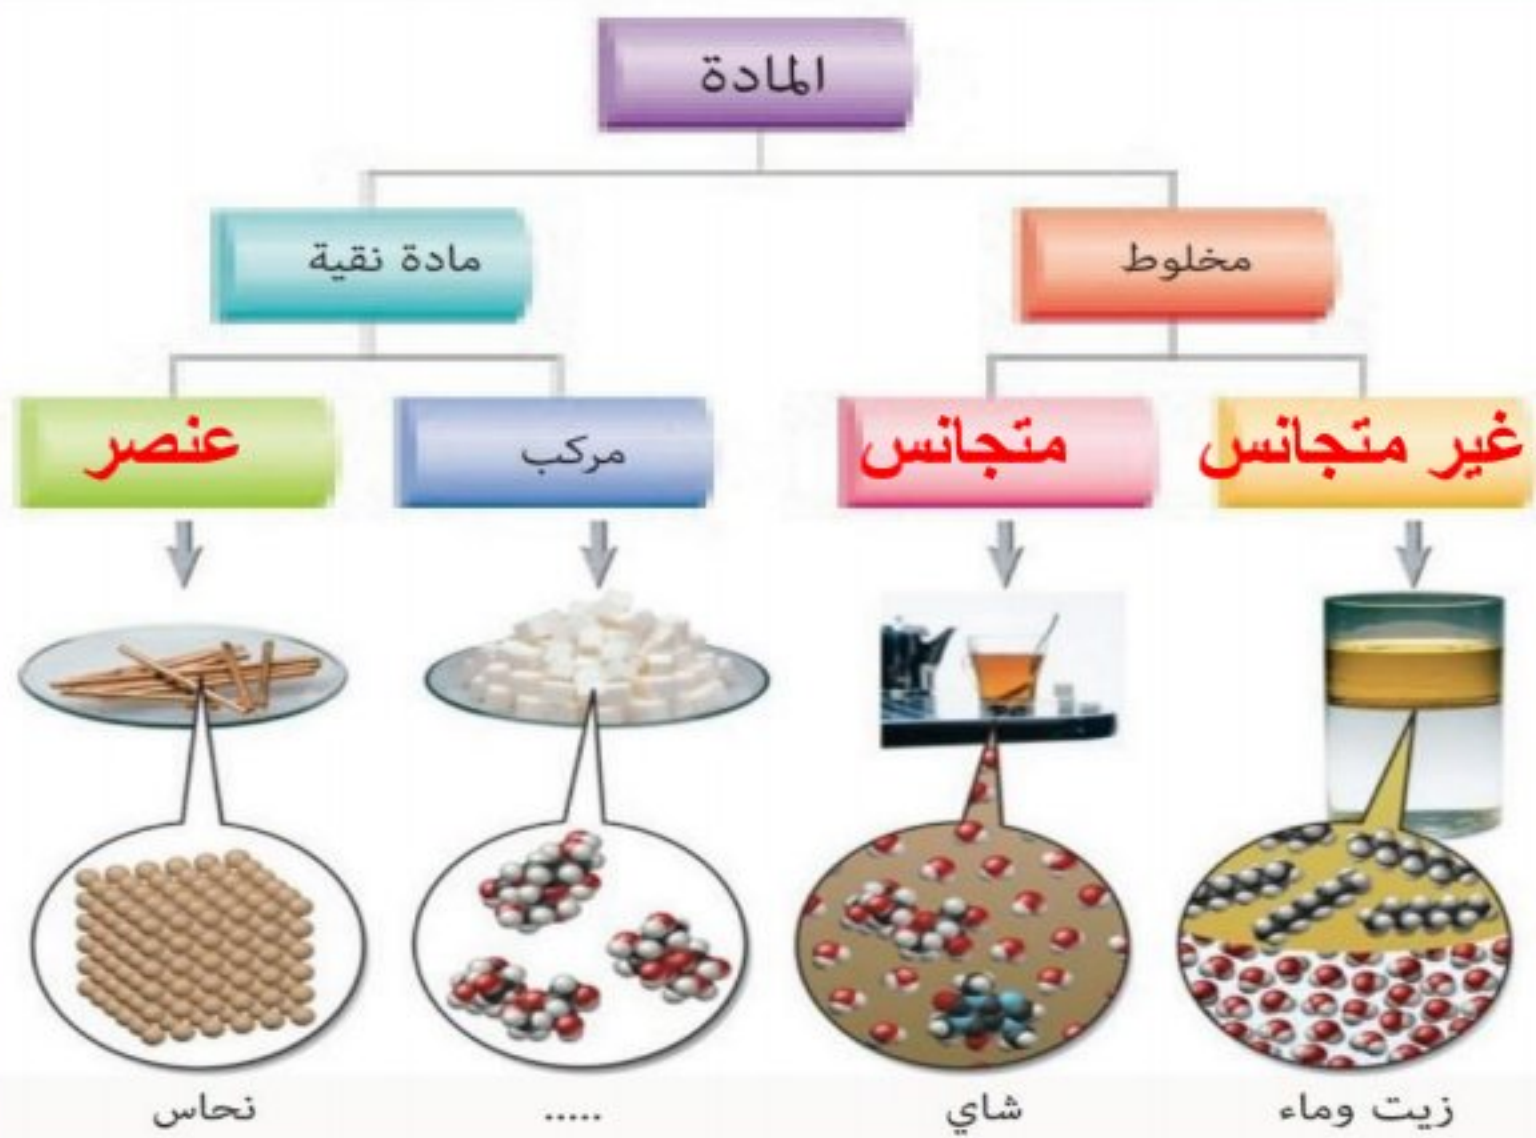 المادة
مخلوط
مادة نقية
غير متجانس
متجانس
مركب
عنصر
زيت وماء
شاي
.....
نحاس